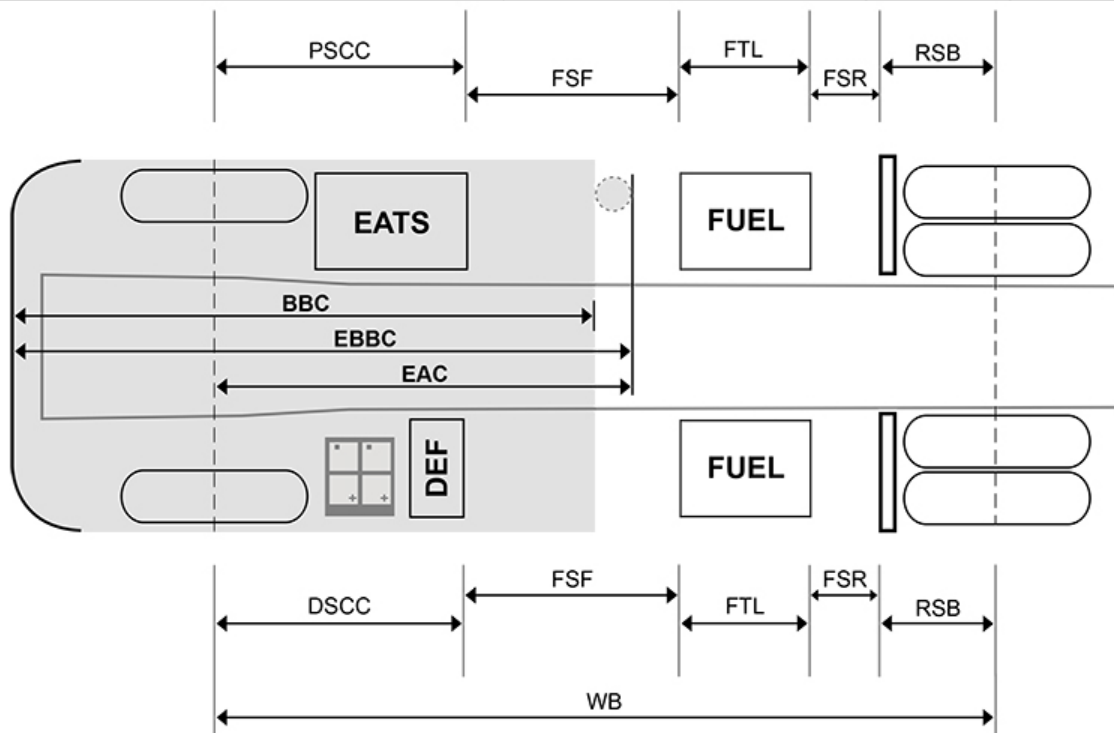 PSCC
FSF
FTL
FSR
RSB
EATS
FUEL
BBC
EBBC
EAC
DEF
FUEL
DSCC
FSF
FTL
FSR
RSB
WB